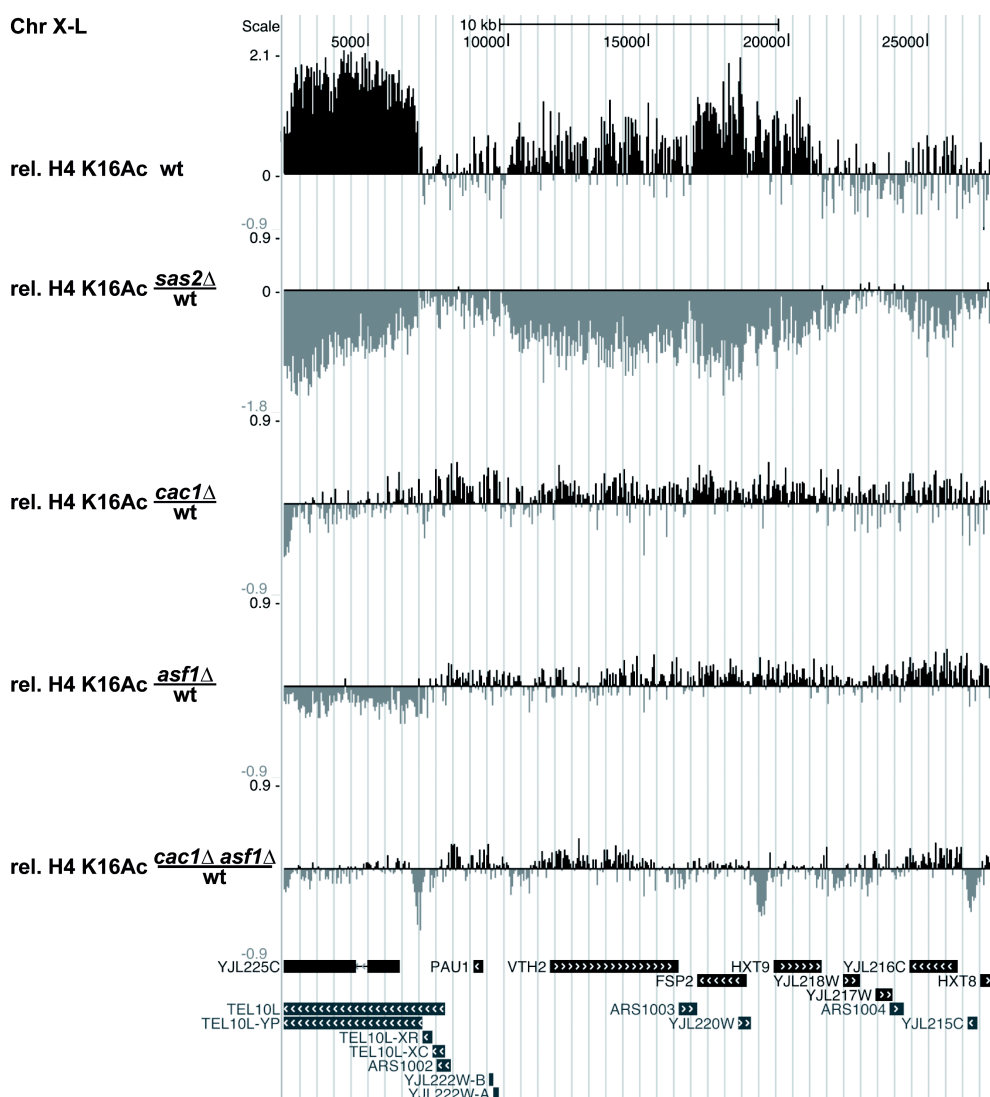 Chr X-L
Scale
10 kb
5000
10000
15000
20000
25000
2.1 -
rel. H4 K16Ac wt
0 -
-0.9
0.9 -
rel. H4 K16Ac sas2Δ
wt
0 -
-1.8
0.9 -
rel. H4 K16Ac cac1Δ
wt
-0.9
0.9 -
rel. H4 K16Ac asf1Δ
wt
-0.9
0.9 -
rel. H4 K16Ac cac1Δ asf1Δ
wt
-0.9
YJL225C PAU1 VTH2 HXT9 YJL216C
FSP2 YJL218W HXT8
YJL217W
TEL10L ARS1003 ARS1004
TEL10L-YP YJL220W YJL215C
TEL10L-XR
TEL10L-XC
ARS1002
YJL222W-B
YJL222W-A